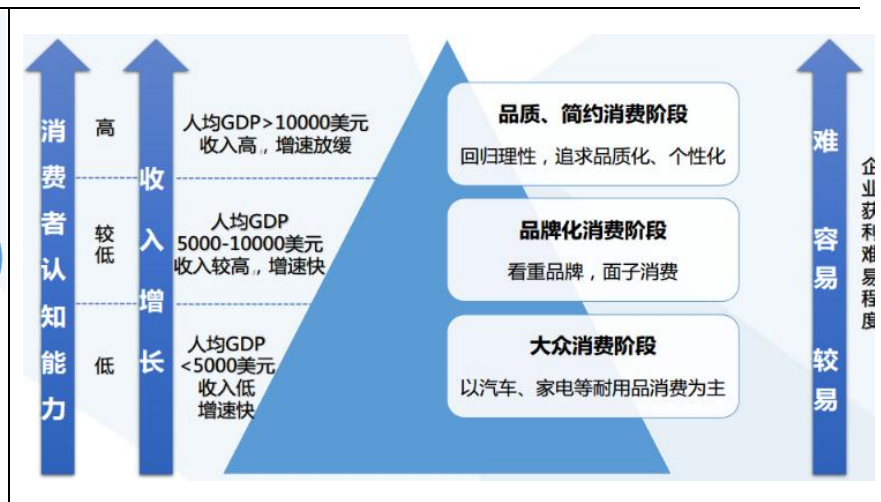 消费者认知能力
高
较低
低
收入增长
人均GDP>10000美元
收入高，增速放缓
人均GDP
5000-10000美元
收入较高，增速快
人均GDP
<5000美元
收入低
增速快
品质、简约消费阶段
回归理性，追求品质化、个性化
品牌化消费阶段
看重品牌，面子消费
大众消费阶段
以汽车、家电等耐用品消费为主
难
容易
较易
企业获利难易程度